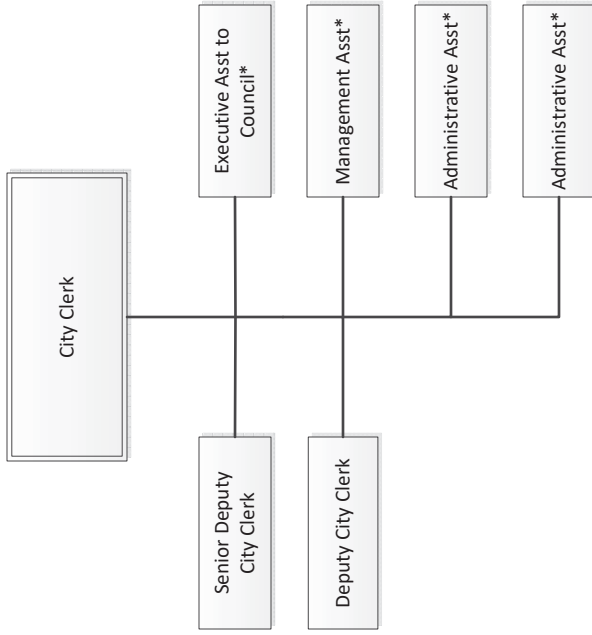 City Clerk
Senior Deputy
City Clerk
Deputy City Clerk
Executive Asst to
Council*
Management Asst*
Administrative Asst*
Administrative Asst*